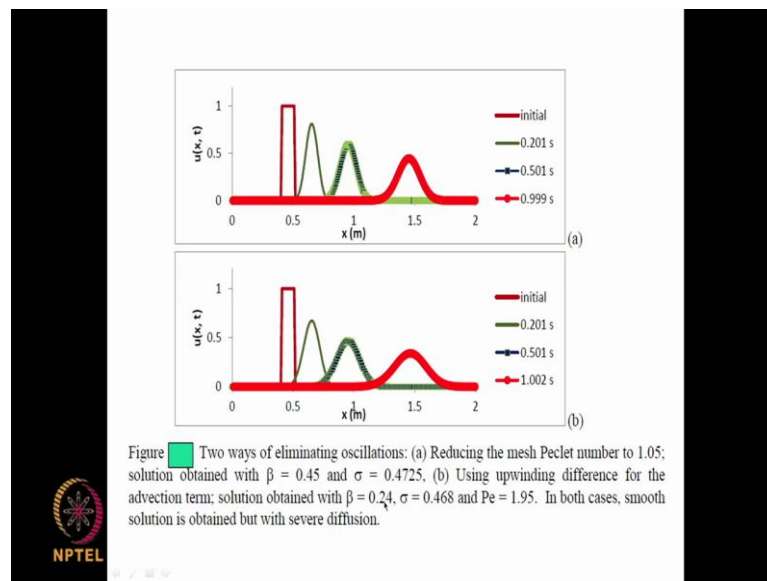 1
0.5
0
u(x, t)
0
0.5
1
1.5
2
x (m)
initial
0.201 s
0.501 s
0.999 s
(a)
1
0.5
0
u(x, t)
0
0.5
1
1.5
2
x (m)
initial
0.201 s
0.501 s
1.002 s
(b)
Figure Two ways of eliminating oscillations: (a) Reducing the mesh Peclet number to 1.05;
solution obtained with β = 0.45 and σ = 0.4725, (b) Using upwinding difference for the
advection term; solution obtained with β = 0.24, σ = 0.468 and Pe = 1.95. In both cases, smooth
solution is obtained but with severe diffusion.
NPTEL